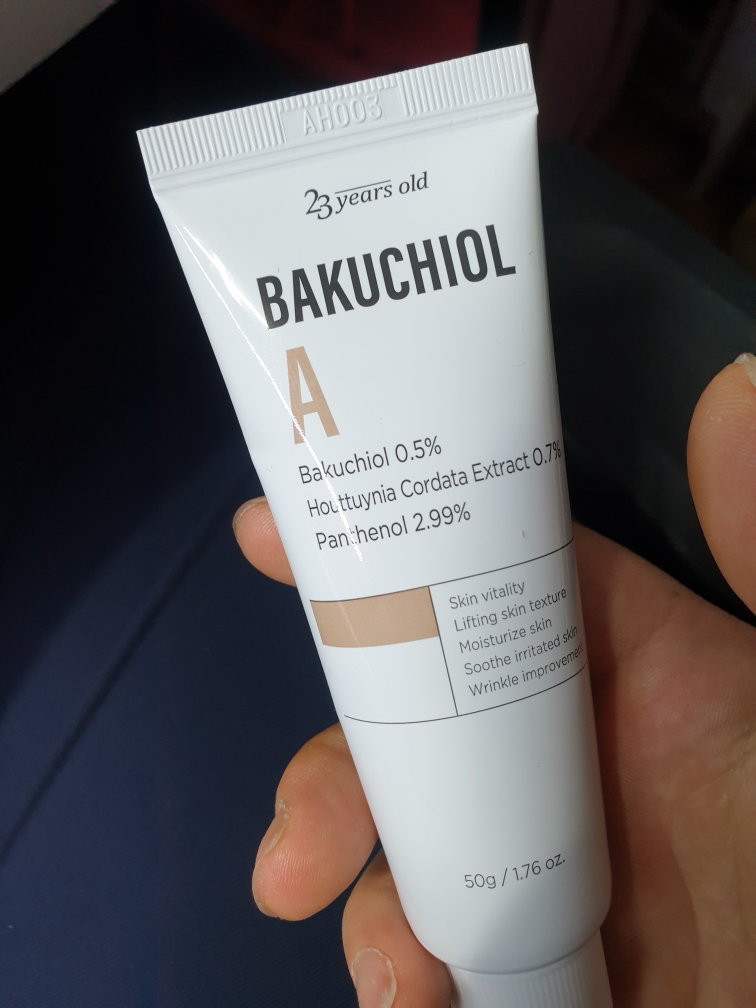 AH003
23 years old
BAKUCHIOL
A
Bakuchiol 0.5%
Houttuynia Cordata Extract 0.7%
Panthenol 2.99%
Skin vitality
Lifting skin texture
Moisturize skin
Soothe irritated skin
Wrinkle improvement
50g / 1.76 oz.